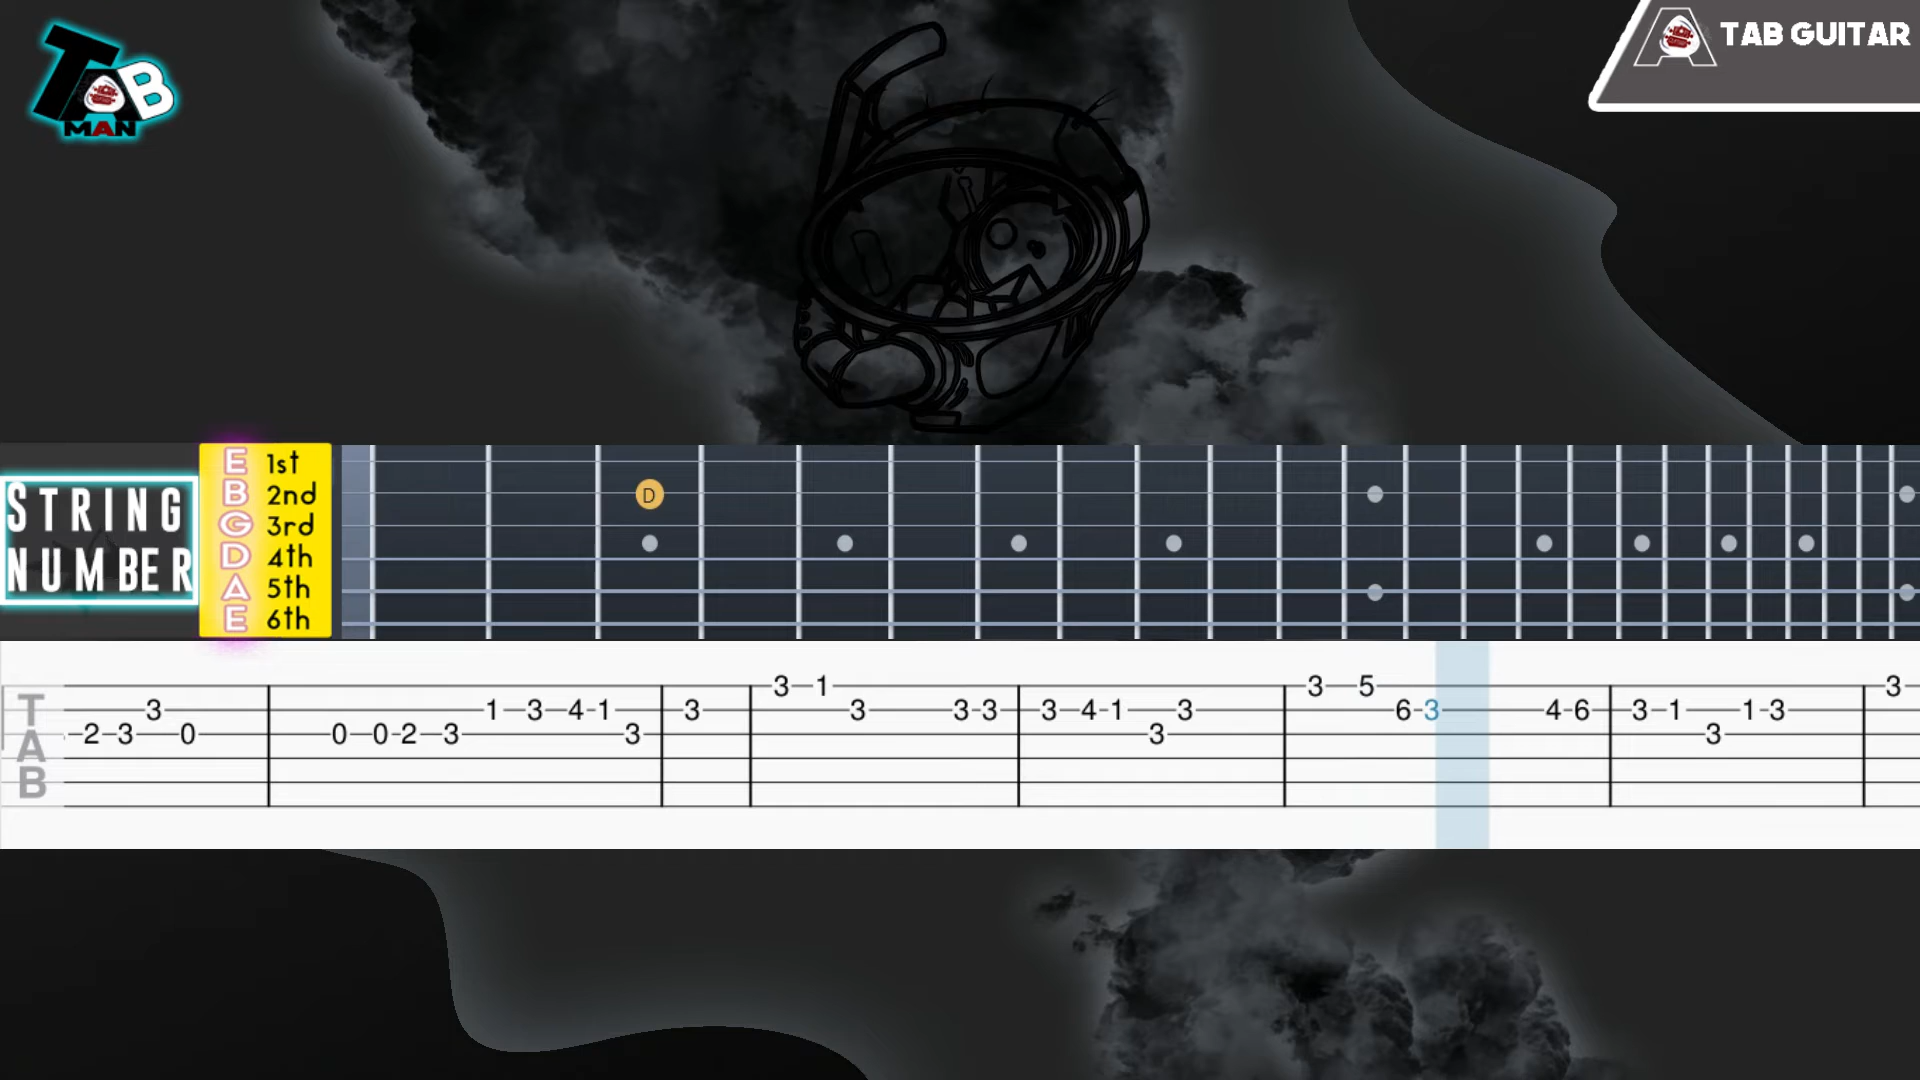 TAB
MAN
A TAB GUITAR
STRING
NUMBER
E 1st
B 2nd
G 3rd
D 4th
A 5th
E 6th
D
T
A
B
3 1 3 5 3
3 1 3 4 1 3 3 3 3 3 4 1 3 6 3 4 6 3 1 1 3
2 3 0 0 0 2 3 3 3 3